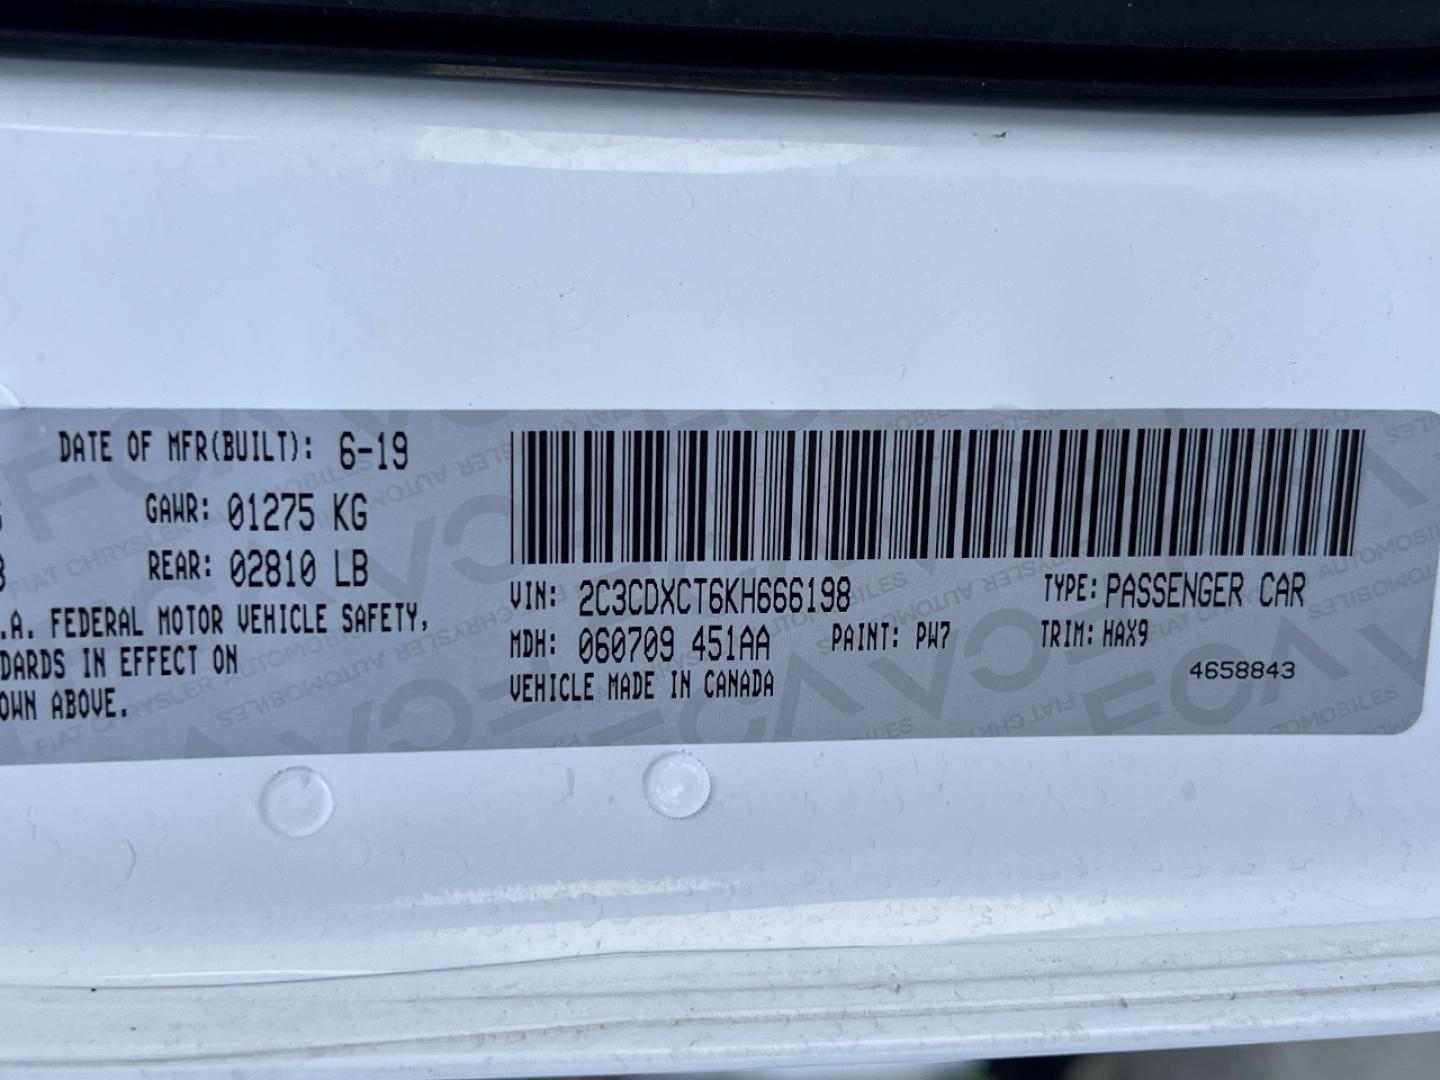 DATE OF MFR(BUILT): 6-19
GAWR: 01275 KG
REAR: 02810 LB
.A. FEDERAL MOTOR VEHICLE SAFETY,
DARDS IN EFFECT ON
OWN ABOVE.
VIN: 2C3CDXCT6KH666198
TYPE: PASSENGER CAR
MDH: 060709 451AA
PAINT: PW7
TRIM: HAX9
VEHICLE MADE IN CANADA
4658843